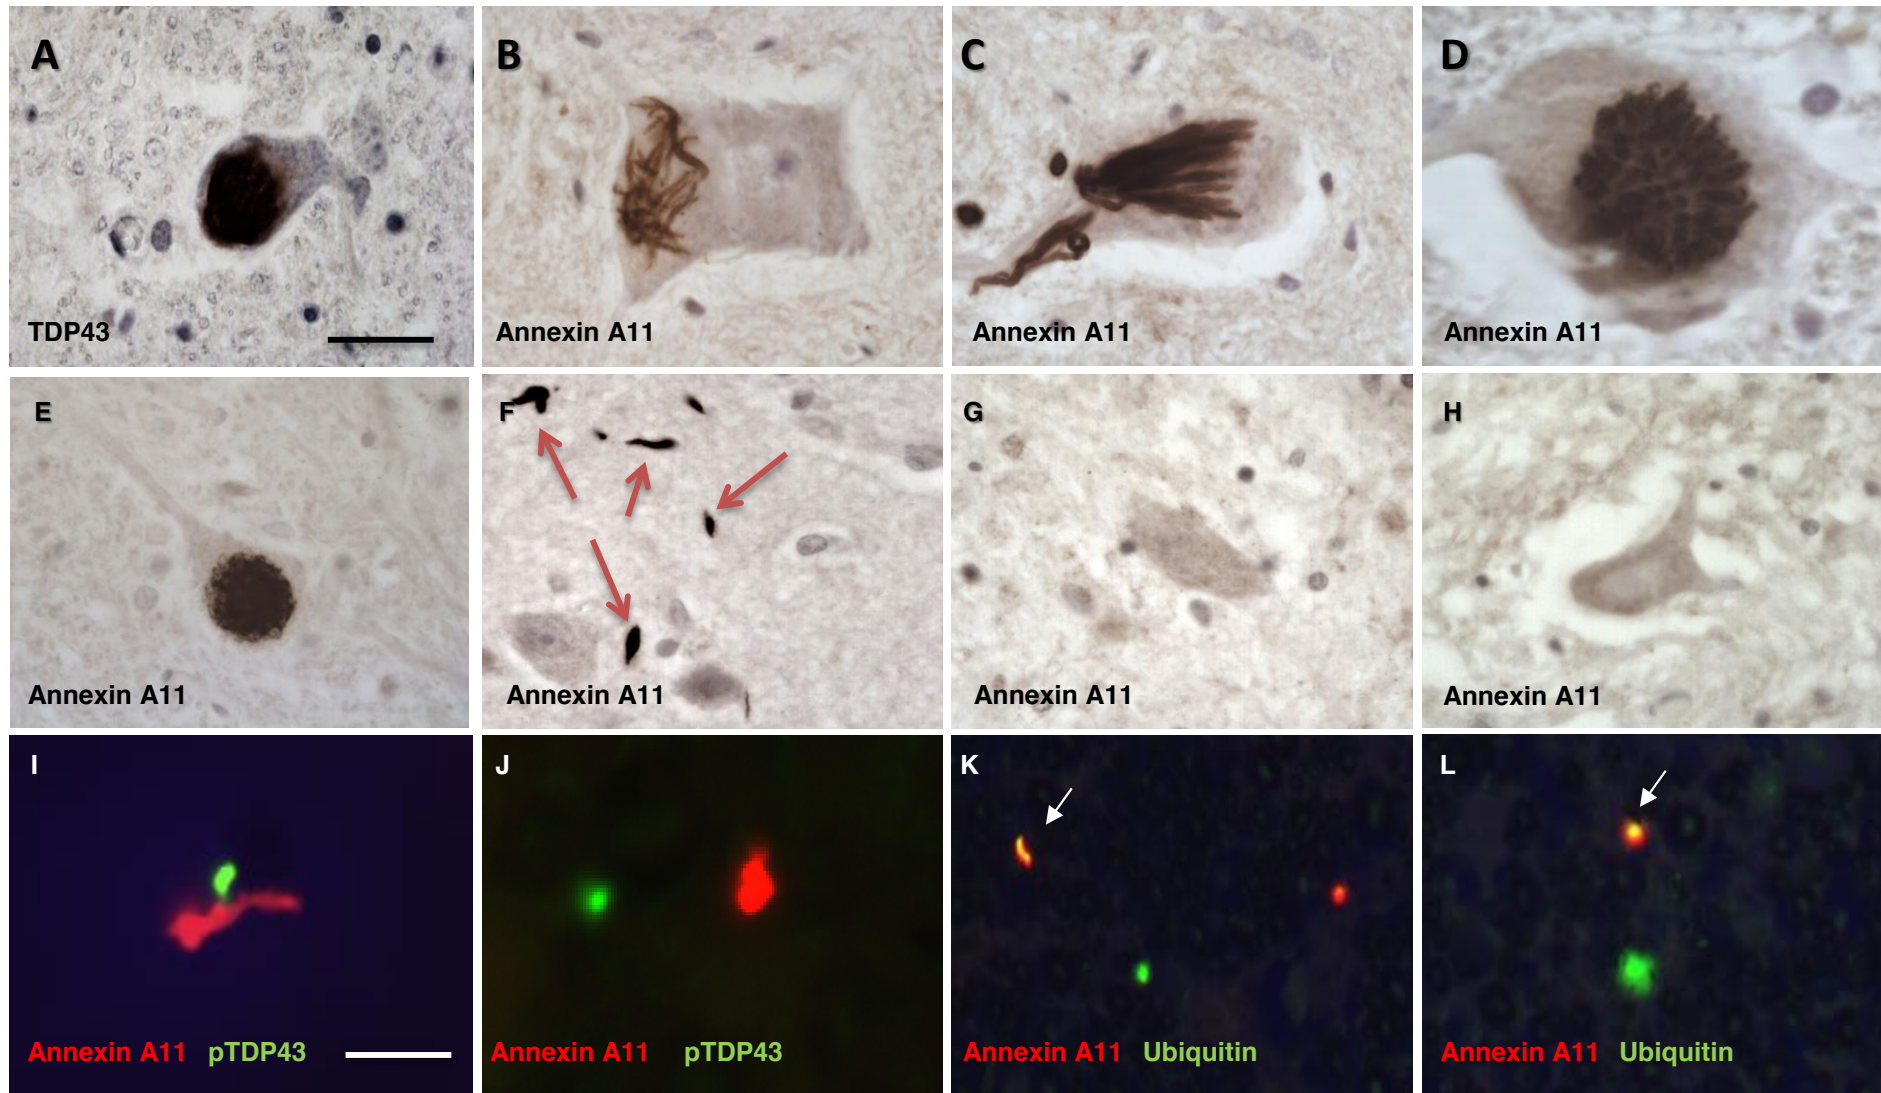 A
B
C
D
TDP43
Annexin A11
Annexin A11
Annexin A11
E
F
G
H
Annexin A11
Annexin A11
Annexin A11
Annexin A11
I
J
K
L
Annexin A11 pTDP43
Annexin A11 pTDP43
Annexin A11 Ubiquitin
Annexin A11 Ubiquitin